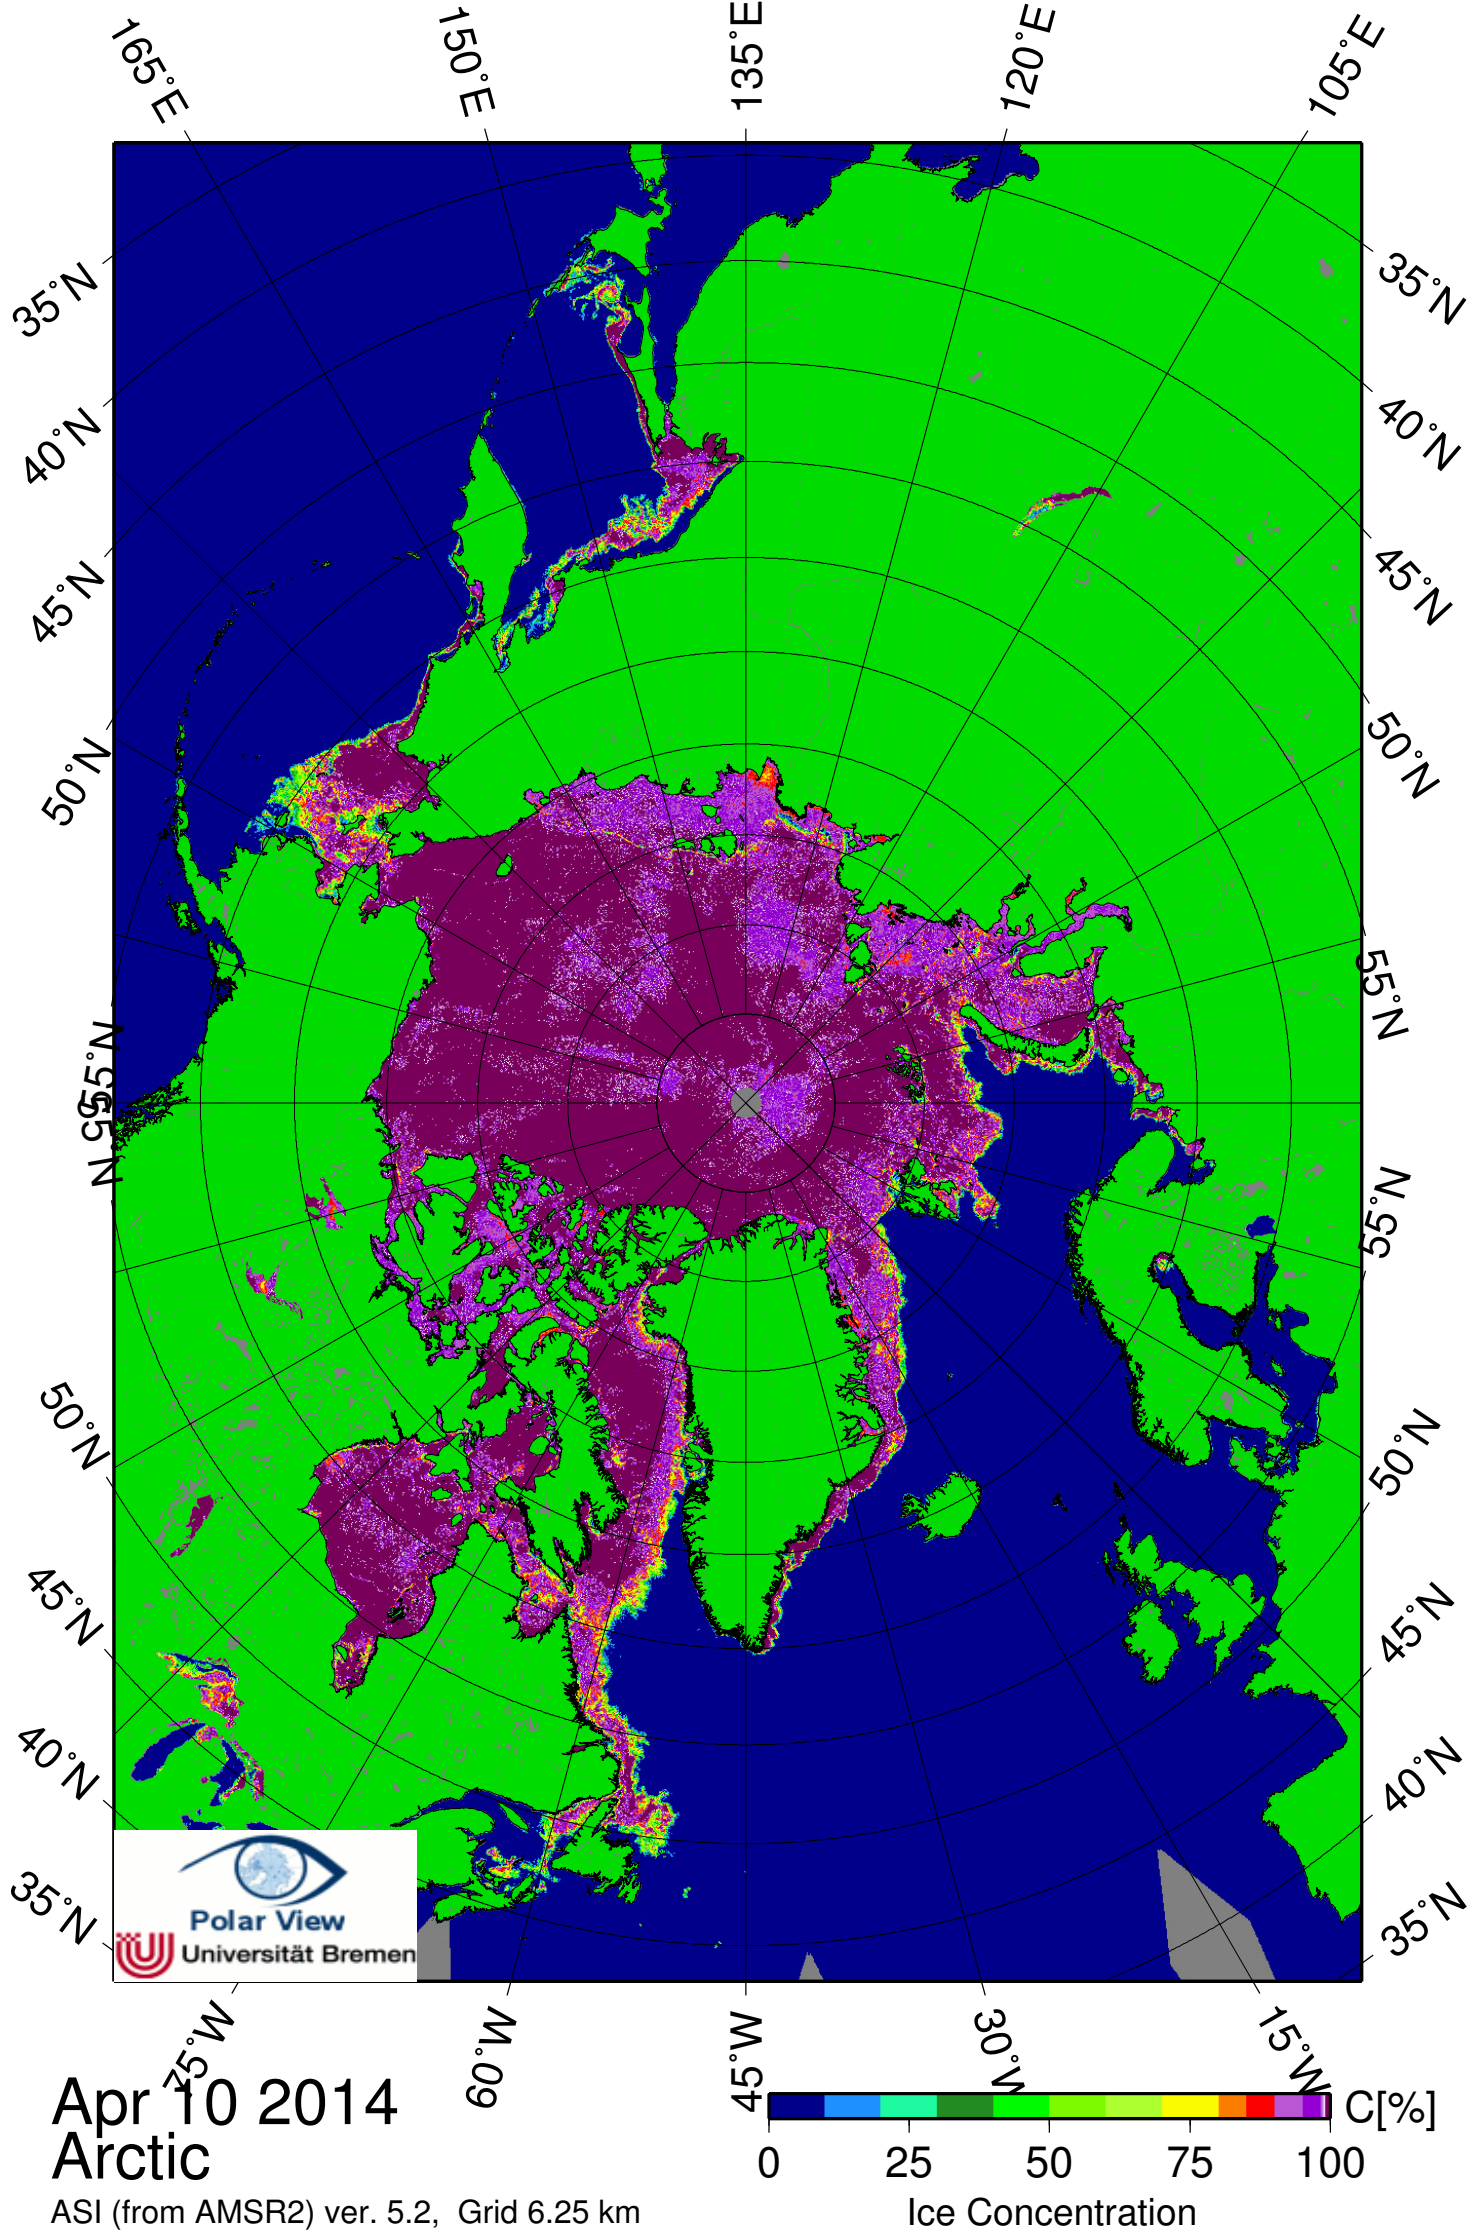 165°E 150°E 135°E 120°E 105°E
35°N 35°N
40°N 40°N
45°N 45°N
50°N 50°N
55°N 55°N
55°N 55°N
50°N 50°N
45°N 45°N
40°N 40°N
35°N 35°N
Polar View
Universität Bremen
75°W 60°W 45°W 30°W 15°W
Apr 10 2014
Arctic
ASI (from AMSR2) ver. 5.2, Grid 6.25 km
C[%]
0 25 50 75 100
Ice Concentration